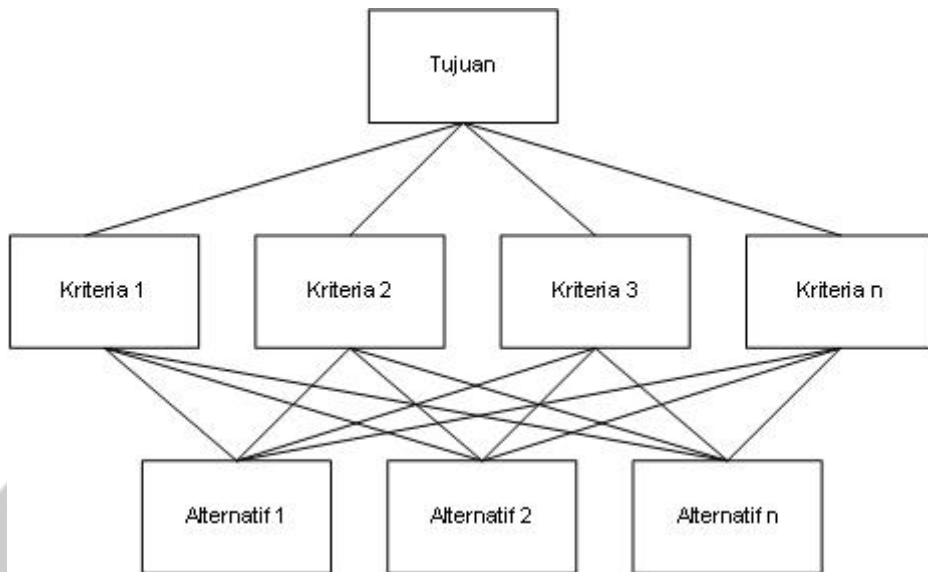 Tujuan
Kriteria 1
Kriteria 2
Kriteria 3
Kriteria n
Alternatif 1
Alternatif 2
Alternatif n